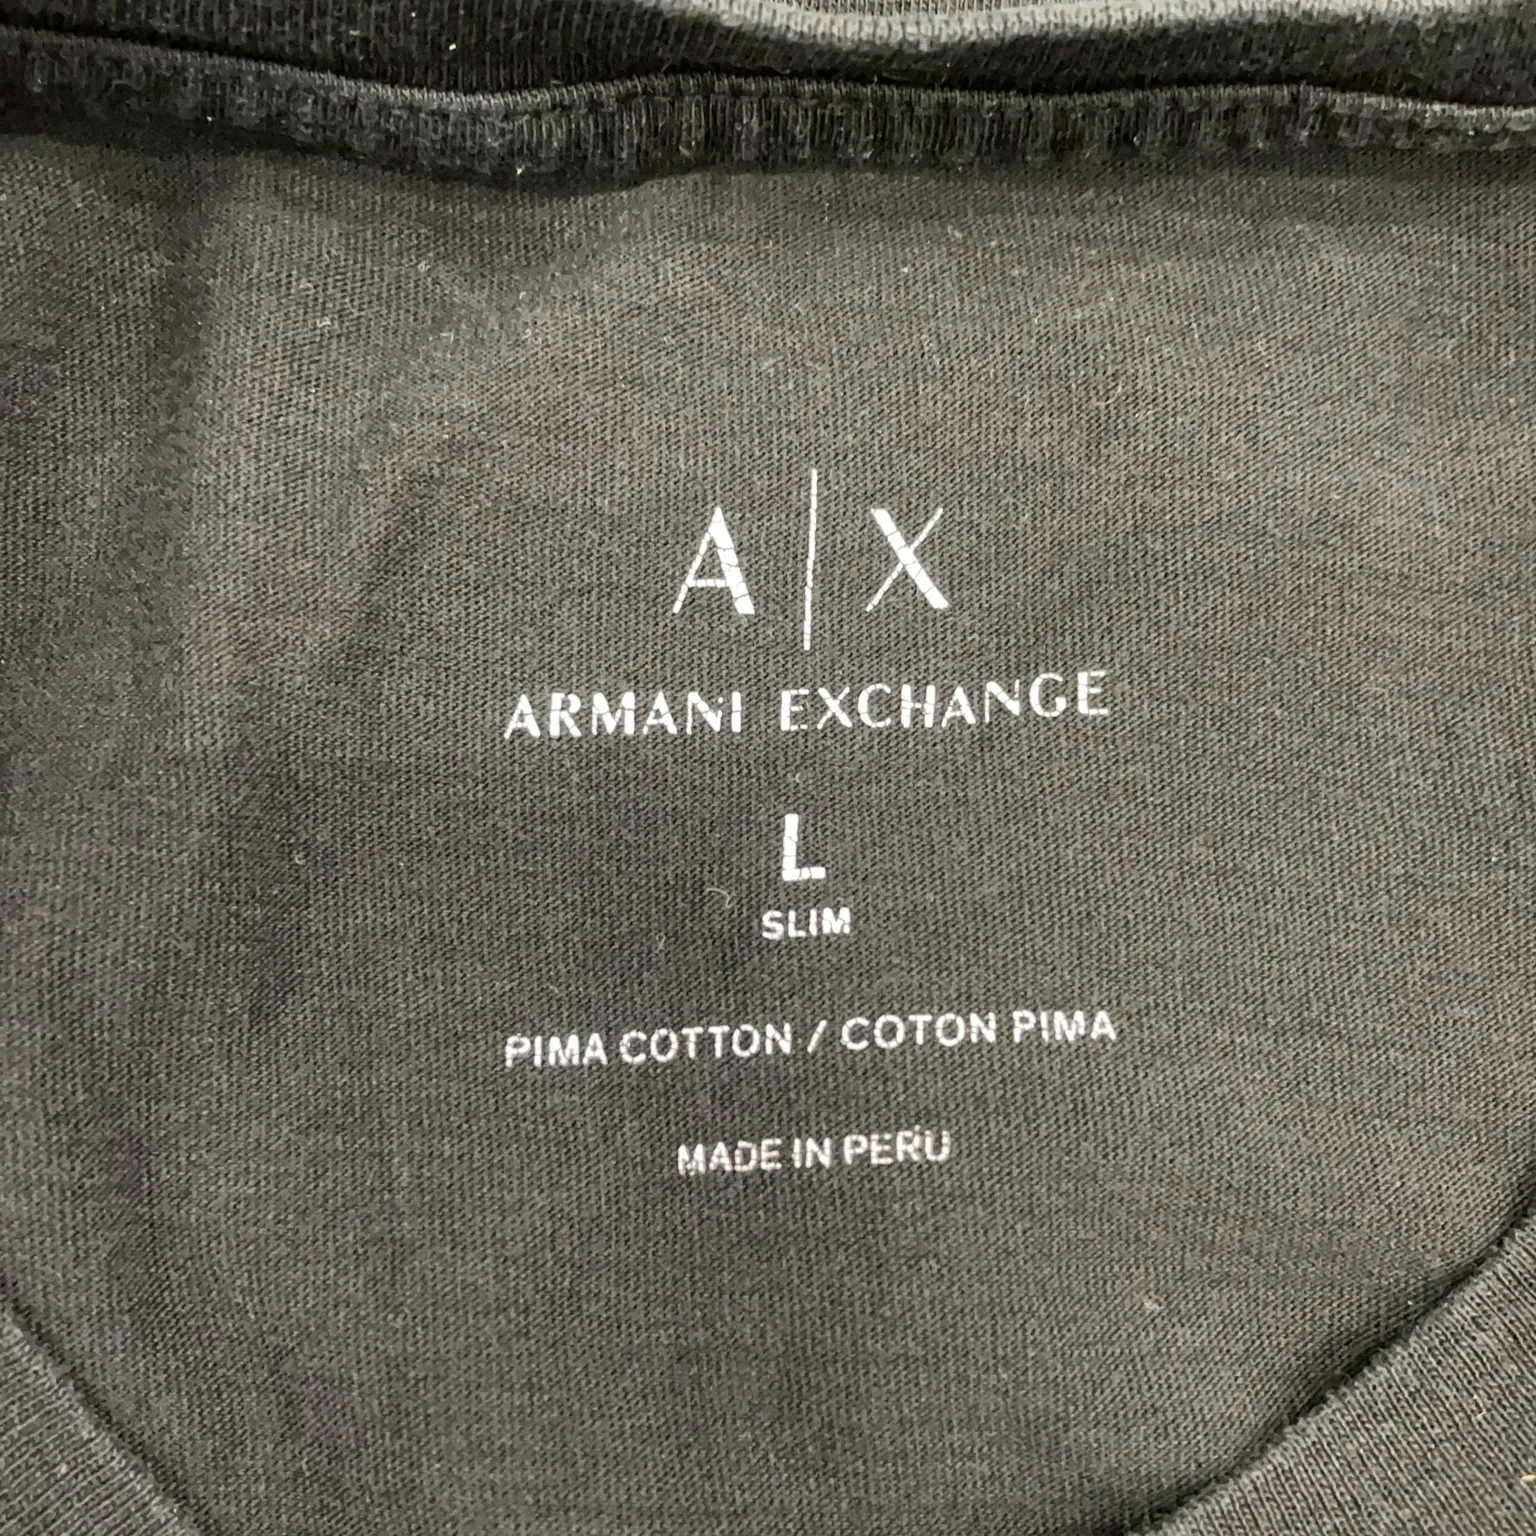 A|X
ARMANI EXCHANGE
L
SLIM
PIMA COTTON / COTON PIMA
MADE IN PERU